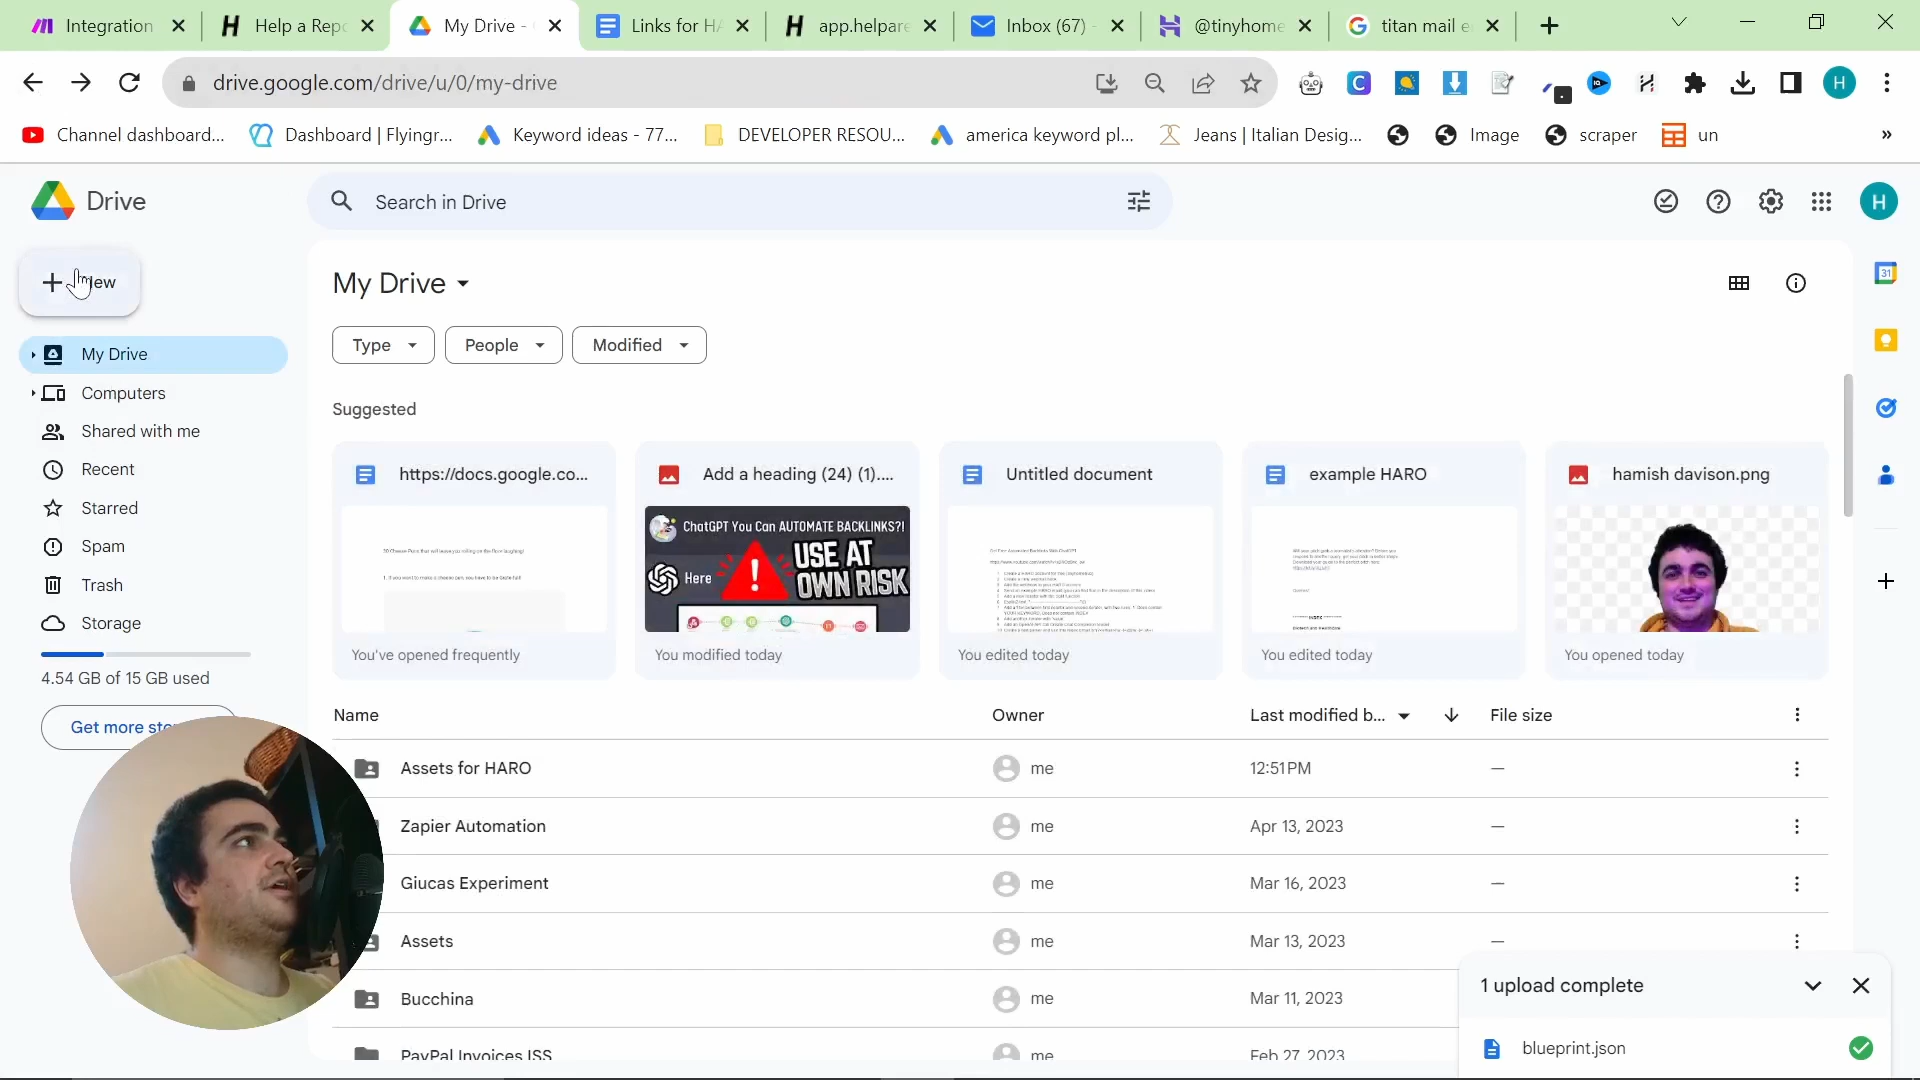 Integration
Help a Repo
My Drive -
Links for HA
app.helpare
Inbox (67) -
@tinyhome
titan mail e
drive.google.com/drive/u/0/my-drive
Channel dashboard...
Dashboard | Flyingr...
Keyword ideas - 77...
DEVELOPER RESOU...
america keyword pl...
Jeans | Italian Desig...
Image
scraper
un
»
Drive
Search in Drive
H
New
My Drive
Computers
Shared with me
Recent
Starred
Spam
Trash
Storage
4.54 GB of 15 GB used
Get more sto
My Drive
Type
People
Modified
Suggested
https://docs.google.co...
You've opened frequently
Add a heading (24) (1)....
ChatGPT You Can AUTOMATE BACKLINKS?!
Here
USE AT
OWN RISK
You modified today
Untitled document
You edited today
example HARO
You edited today
hamish davison.png
You opened today
Name Owner Last modified b... File size
Assets for HARO me 12:51 PM —
Zapier Automation me Apr 13, 2023 —
Giucas Experiment me Mar 16, 2023 —
Assets me Mar 13, 2023 —
Bucchina me Mar 11, 2023
PayPal Invoices ISS me Feb 27, 2023
1 upload complete
blueprint.json